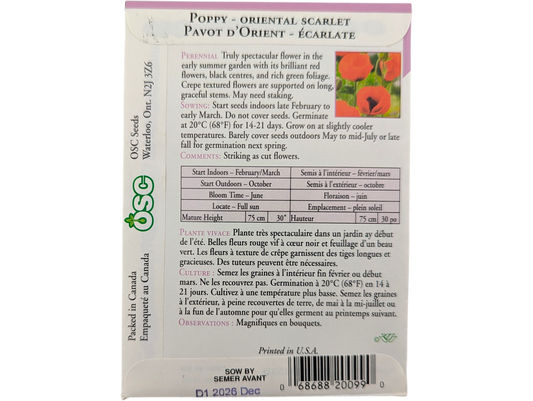 POPPY - ORIENTAL SCARLET
PAVOT D'ORIENT - ÉCARLATE
PERENNIAL Truly spectacular flower in the
early summer garden with its brilliant red
flowers, black centres, and rich green foliage.
Crepe textured flowers are supported on long,
graceful stems. May need staking.
SOWING: Start seeds indoors late February to
early March. Do not cover seeds. Germinate
at 20°C (68°F) for 14-21 days. Grow on at slightly cooler
temperatures. Barely cover seeds outdoors May to mid-July or late
fall for germination next spring.
COMMENTS: Striking as cut flowers.
Start Indoors - February/March Semis à l'intérieur - février/mars
Start Outdoors - October Semis à l'extérieur - octobre
Bloom Time - June Floraison - juin
Locate - Full sun Emplacement - plein soleil
Mature Height 75 cm 30" Hauteur 75 cm 30 po
PLANTE VIVACE Plante très spectaculaire dans un jardin ay début
de l'été. Belles fleurs rouge vif à cœur noir et feuillage d'un beau
vert. Les fleurs à texture de crêpe garnissent des tiges longues et
gracieuses. Des tuteurs peuvent être nécessaires.
CULTURE : Semez les graines à l'intérieur fin février ou début
mars. Ne les recouvrez pas. Germination à 20°C (68°F) en 14 à
21 jours. Cultivez à une température plus basse. Semez les graines
à l'extérieur, à peine recouvertes de terre, de mai à la mi-juillet ou
à la fin de l'automne pour qu'elles germent au printemps suivant.
OBSERVATIONS : Magnifiques en bouquets.
Printed in U.S.A.
SOW BY
SEMER AVANT
D1 2026 Dec
0 68688 20099 0
OSC
OSC Seeds
Waterloo, Ont. N2J 3Z6
Packed in Canada
Empaqueté au Canada